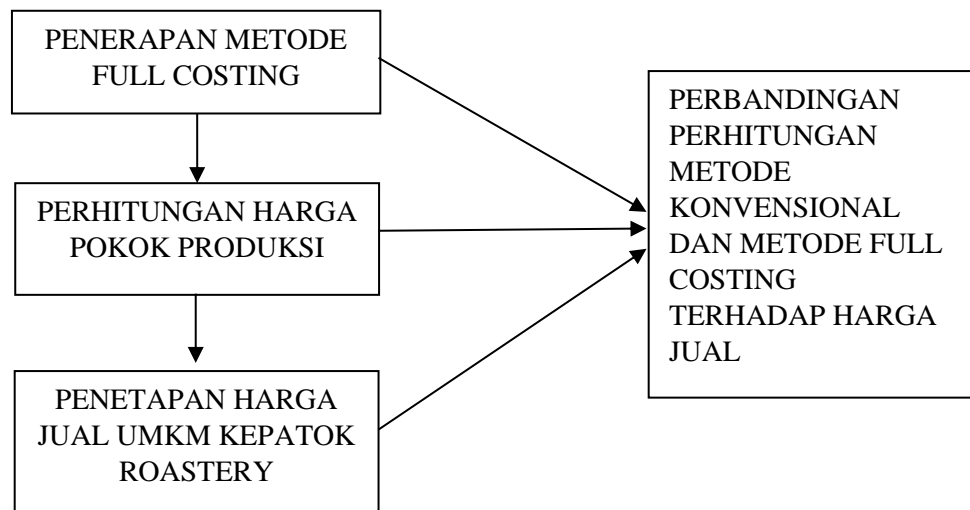 PENERAPAN METODE
FULL COSTING
PERHITUNGAN HARGA
POKOK PRODUKSI
PENETAPAN HARGA
JUAL UMKM KEPATOK
ROASTERY
PERBANDINGAN
PERHITUNGAN
METODE
KONVENSIONAL
DAN METODE FULL
COSTING
TERHADAP HARGA
JUAL